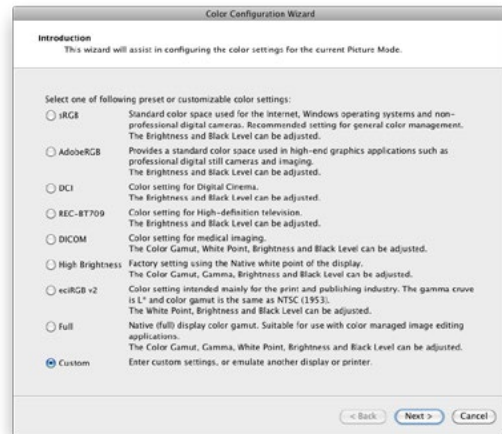 Color Configuration Wizard
Introduction
This wizard will assist in configuring the color settings for the current Picture Mode.
Select one of following preset or customizable color settings:
sRGB
Standard color space used for the Internet, Windows operating systems and non-
professional digital cameras. Recommended setting for general color management.
The Brightness and Black Level can be adjusted.
AdobeRGB
Provides a standard color space used in high-end graphics applications such as
professional digital still cameras and imaging.
The Brightness and Black Level can be adjusted.
DCI
Color setting for Digital Cinema.
The Brightness and Black Level can be adjusted.
REC-BT709
Color setting for High-definition television.
The Brightness and Black Level can be adjusted.
DICOM
Color setting for medical imaging.
The Color Gamut, White Point, Brightness and Black Level can be adjusted.
High Brightness
Factory setting using the Native white point of the display.
The Color Gamut, Gamma, Brightness and Black Level can be adjusted.
eciRGB v2
Color setting intended mainly for the print and publishing industry. The gamma cruve
is L* and color gamut is the same as NTSC (1953).
The White Point, Brightness and Black Level can be adjusted.
Full
Native (full) display color gamut. Suitable for use with color managed image editing
applications.
The Color Gamut, Gamma, White Point, Brightness and Black Level can be adjusted.
Custom
Enter custom settings, or emulate another display or printer.
< Back
Next >
Cancel